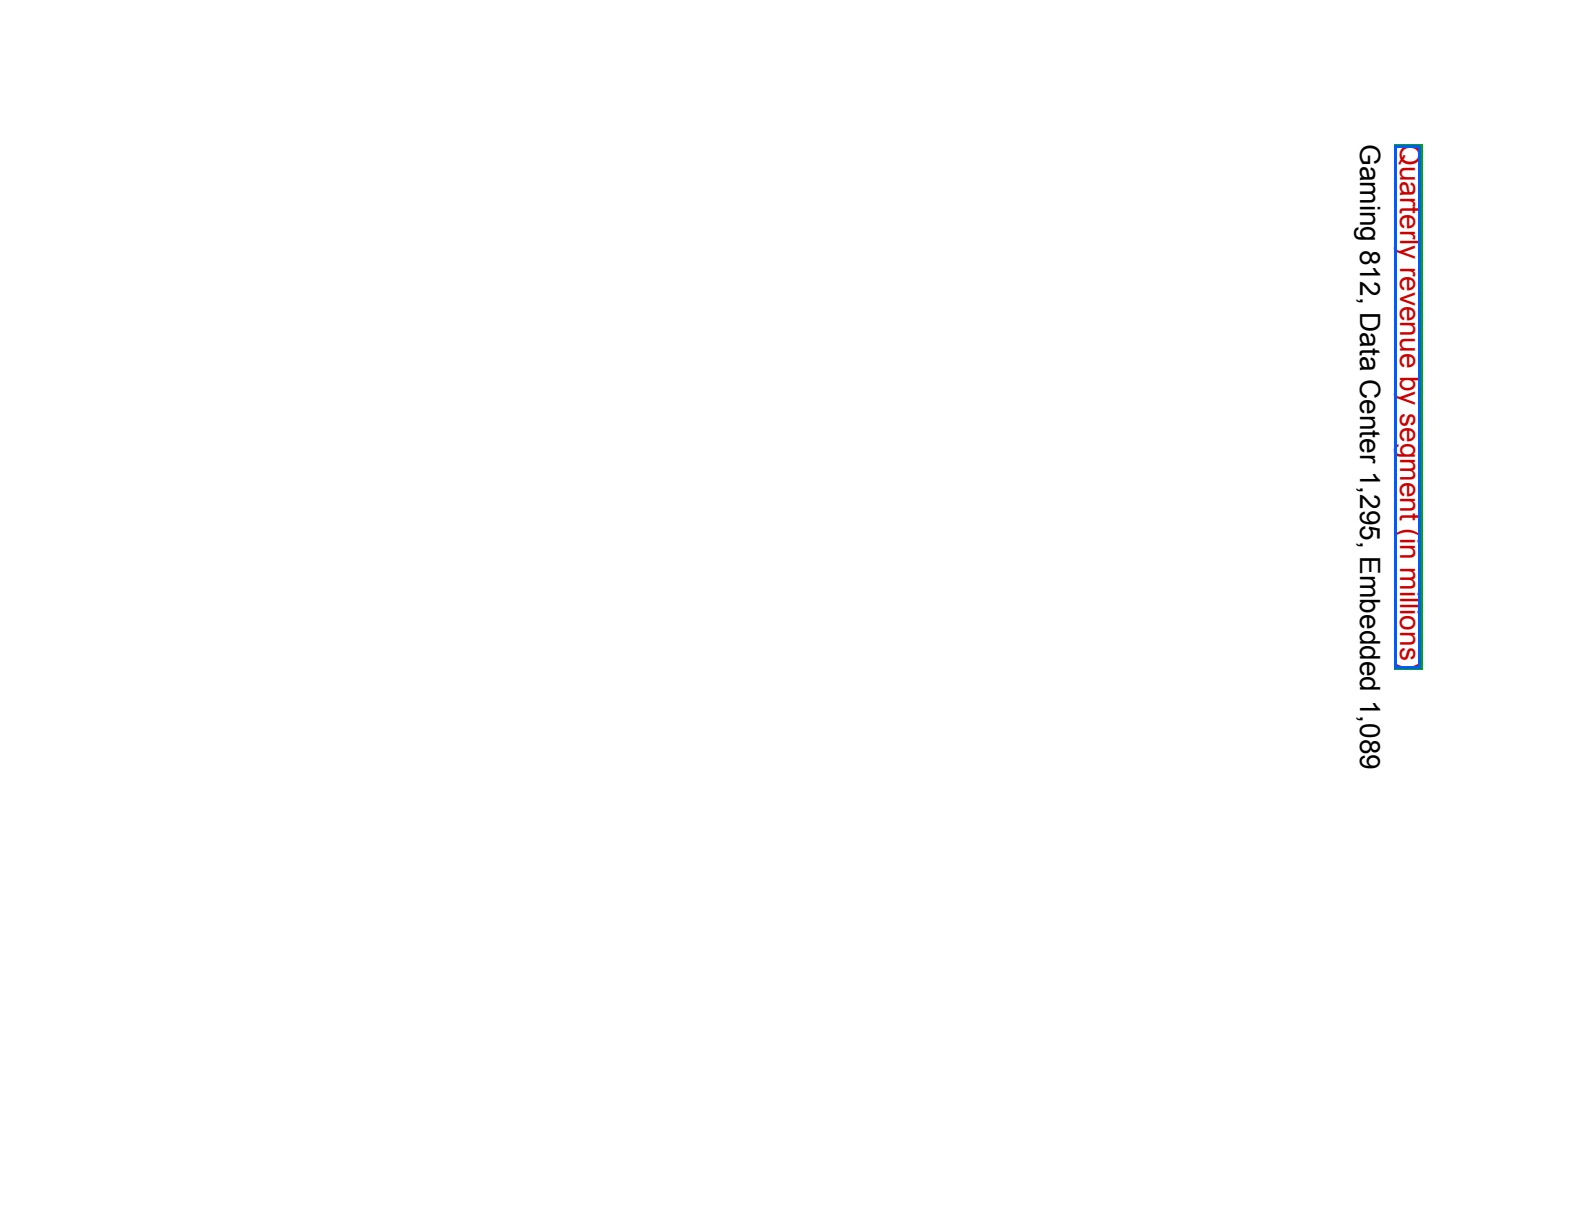 Quarterly revenue by segment (in millions)
Gaming 812, Data Center 1,295, Embedded 1,089